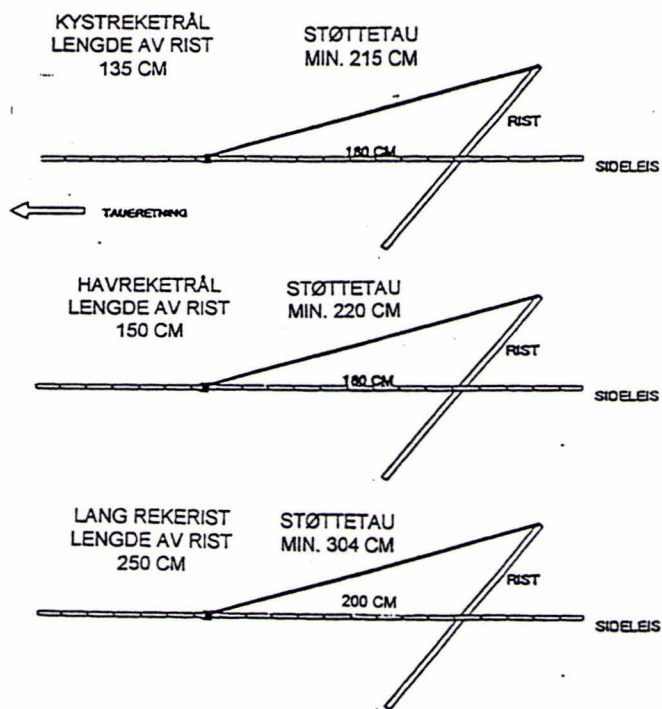 KYSTREKETRÅL
LENGDE AV RIST
135 CM
STØTTETAU
MIN. 215 CM
RIST
180 CM
SIDELEIS
TAUERETNING
HAVREKETRÅL
LENGDE AV RIST
150 CM
STØTTETAU
MIN. 220 CM
RIST
180 CM
SIDELEIS
LANG REKERIST
LENGDE AV RIST
250 CM
STØTTETAU
MIN. 304 CM
RIST
200 CM
SIDELEIS